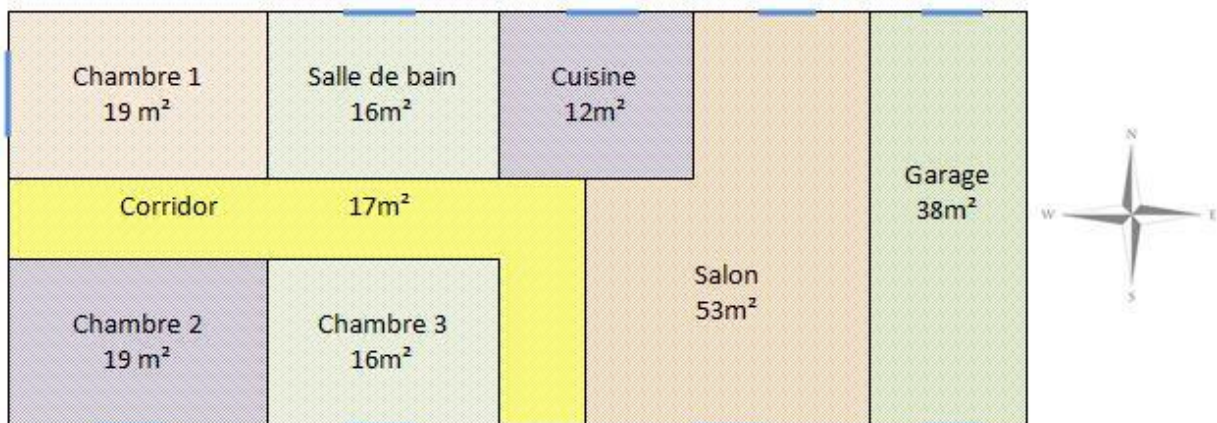 Chambre 1
19 m²
Salle de bain
16m²
Cuisine
12m²
Corridor 17m²
Garage
38m²
Salon
53m²
Chambre 2
19 m²
Chambre 3
16m²
N
W
E
S